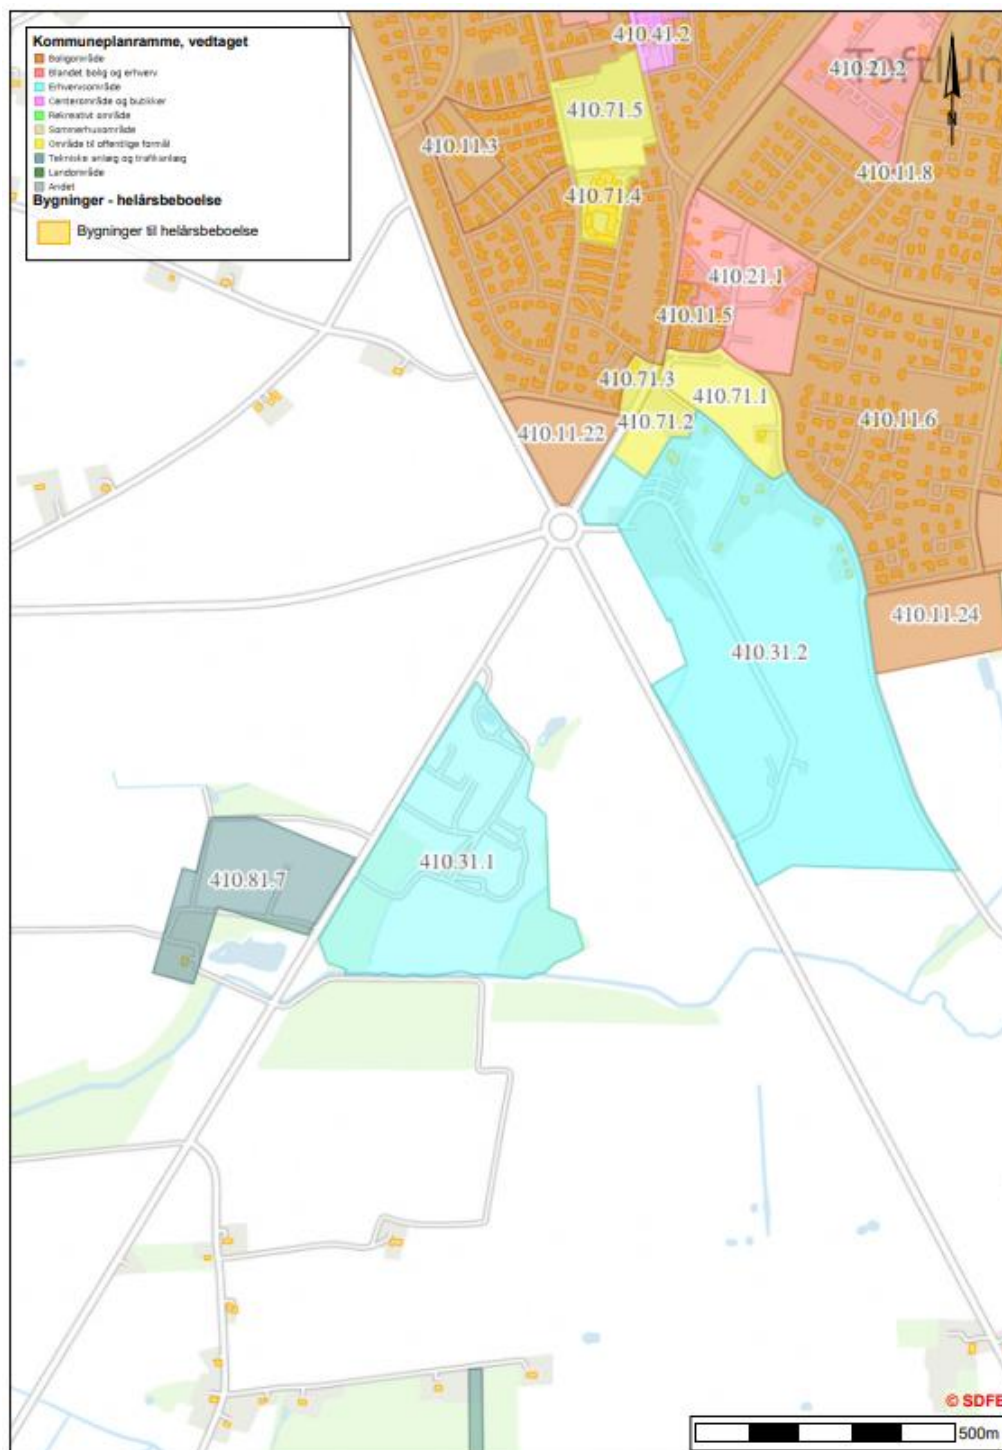 Kommuneplanramme, vedtaget
Boligområde
Blandet bolig og erhverv
Erhvervsområde
Centerområde og butikker
Rekreativt område
Sommerhusområde
Område til offentlige formål
Tekniske anlæg og trafikanlæg
Landområde
Andet
Bygninger - helårsbeboelse
Bygninger til helårsbeboelse
410.41.2
Toftlun
410.21.2
N
410.71.5
410.11.3
410.11.8
410.71.4
410.21.1
410.11.5
410.71.3
410.71.1
410.11.22
410.71.2
410.11.6
410.11.24
410.31.2
410.31.1
410.81.7
© SDFE
500m